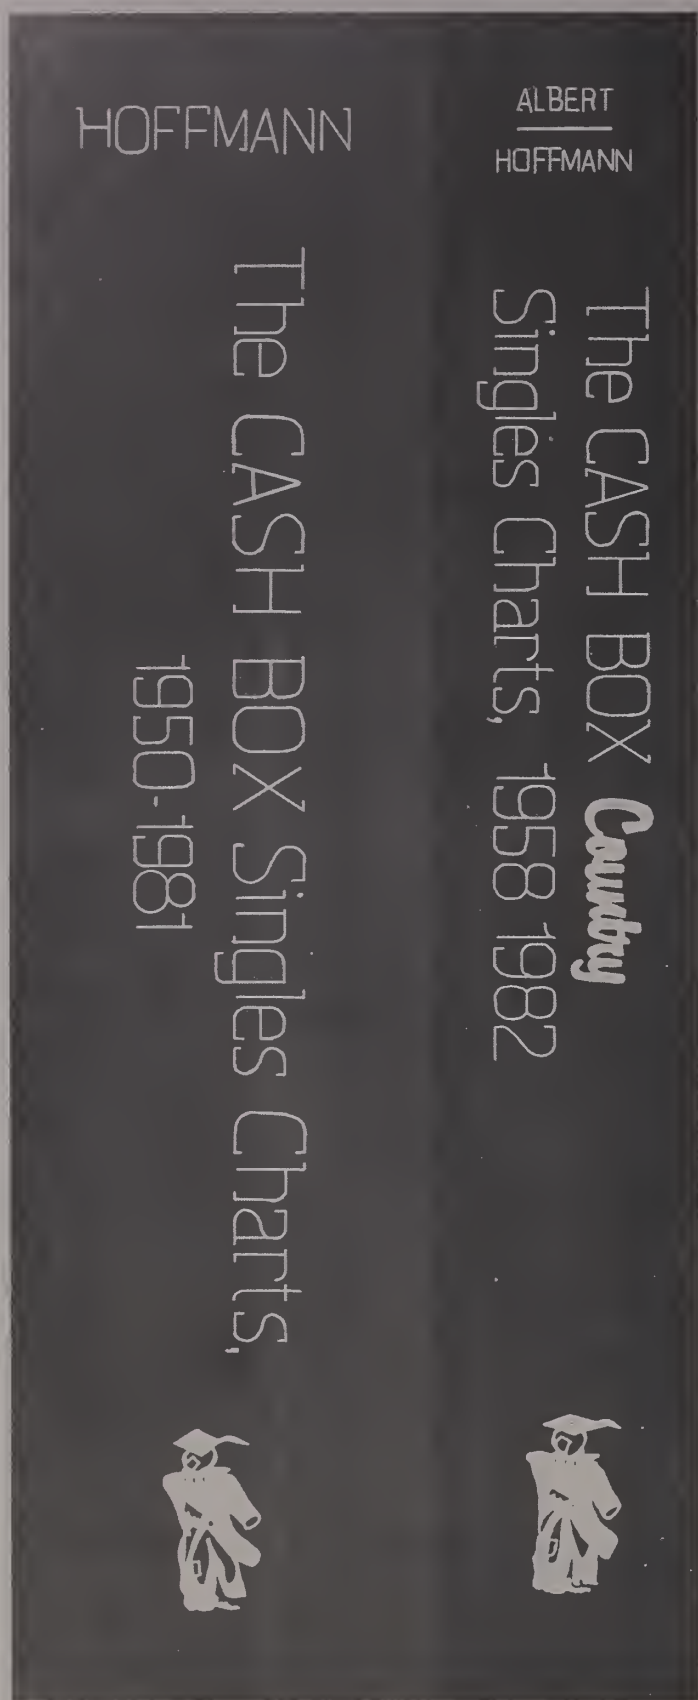 HOFFMANN
The CASH BOX Singles Charts,
1950-1981
ALBERT
HOFFMANN
The CASH BOX Country
Singles Charts, 1958 1982